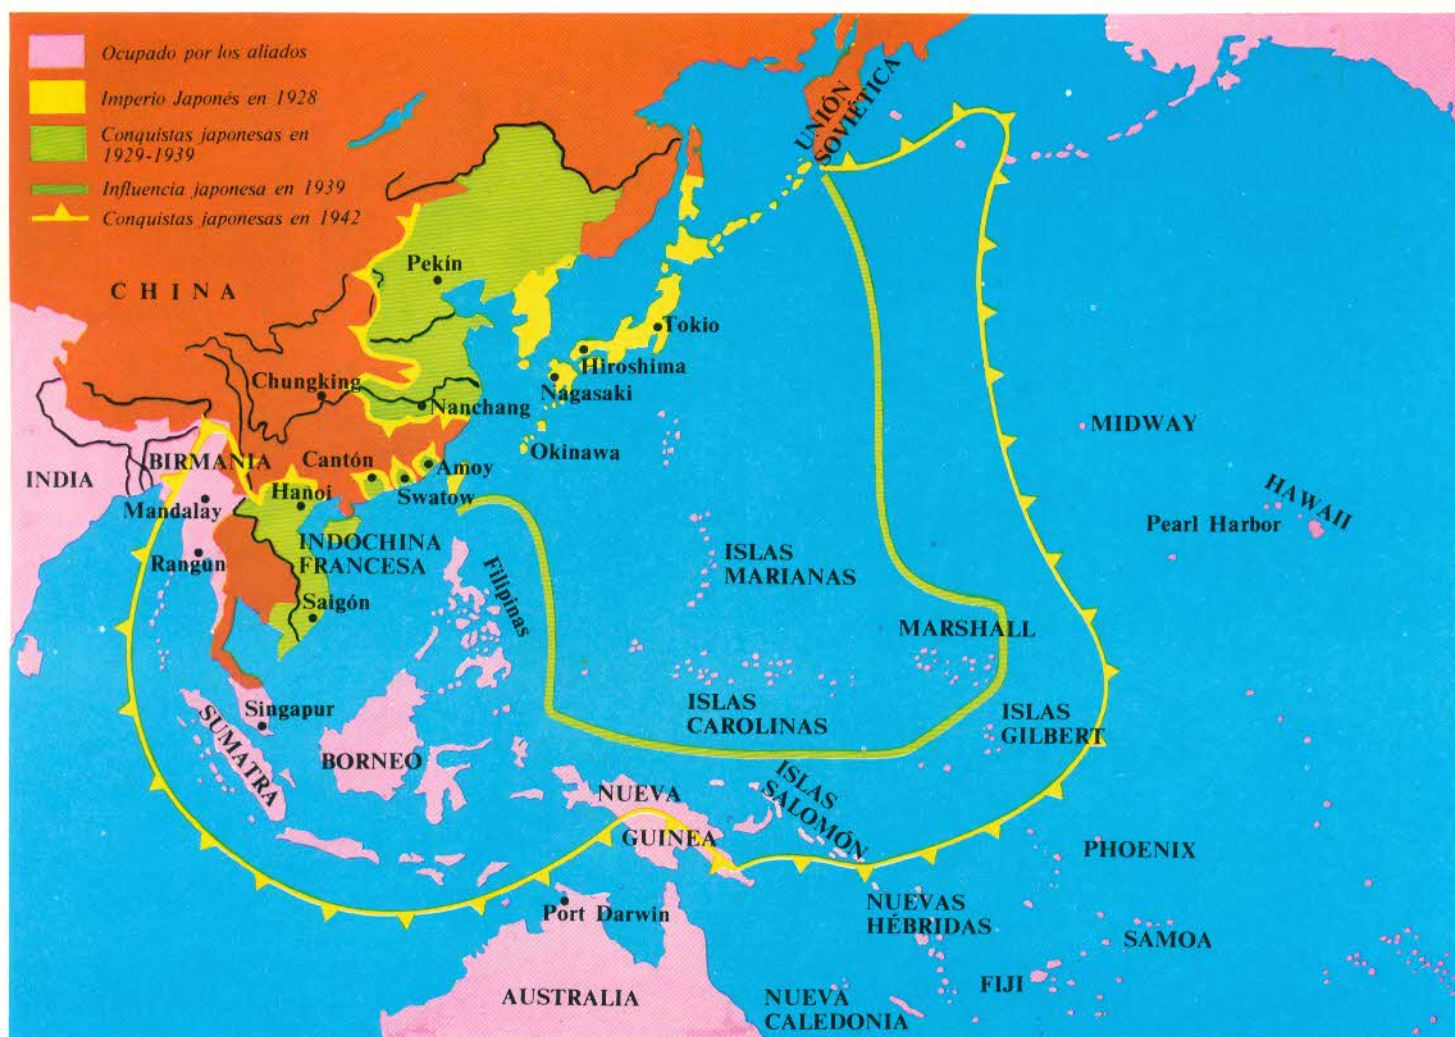 Ocupado por los aliados
Imperio Japonés en 1928
Conquistas japonesas en
1929-1939
Influencia japonesa en 1939
Conquistas japonesas en 1942
UNIÓN
SOVIÉTICA
CHINA
Pekín
Tokio
Hiroshima
Nagasaki
Chungking
Nanchang
Okinawa
MIDWAY
INDIA
BIRMANIA
Cantón
Amoy
Swatow
Hanoi
Mandalay
HAWAII
Pearl Harbor
Rangún
INDOCHINA
FRANCESA
Filipinas
ISLAS
MARIANAS
Saigón
MARSHALL
Singapur
ISLAS
CAROLINAS
ISLAS
GILBERT
SUMATRA
BORNEO
NUEVA
GUINEA
ISLAS
SALOMÓN
PHOENIX
Port Darwin
NUEVAS
HÉBRIDAS
SAMOA
FIJI
AUSTRALIA
NUEVA
CALEDONIA